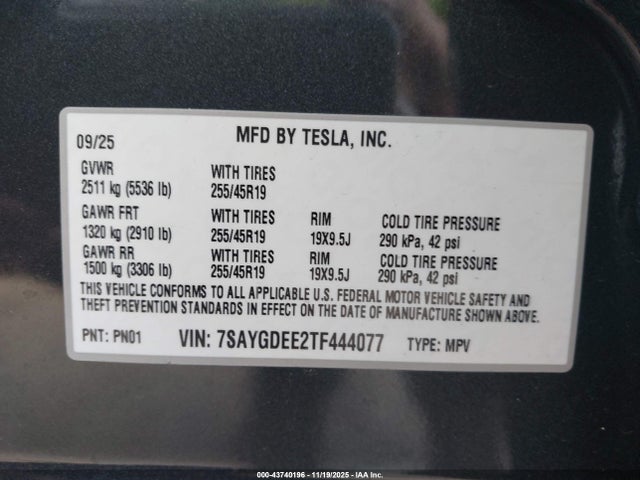 09/25 MFD BY TESLA, INC.
GVWR WITH TIRES
2511 kg (5536 lb) 255/45R19
GAWR FRT WITH TIRES RIM COLD TIRE PRESSURE
1320 kg (2910 lb) 255/45R19 19X9.5J 290 kPa, 42 psi
GAWR RR WITH TIRES RIM COLD TIRE PRESSURE
1500 kg (3306 lb) 255/45R19 19X9.5J 290 kPa, 42 psi
THIS VEHICLE CONFORMS TO ALL APPLICABLE U.S. FEDERAL MOTOR VEHICLE SAFETY AND
THEFT PREVENTION STANDARDS IN EFFECT ON THE DATE OF MANUFACTURE SHOWN ABOVE.
PNT: PN01 VIN: 7SAYGDEE2TF444077 TYPE: MPV
000-43740196 - 11/19/2025 - IAA Inc.